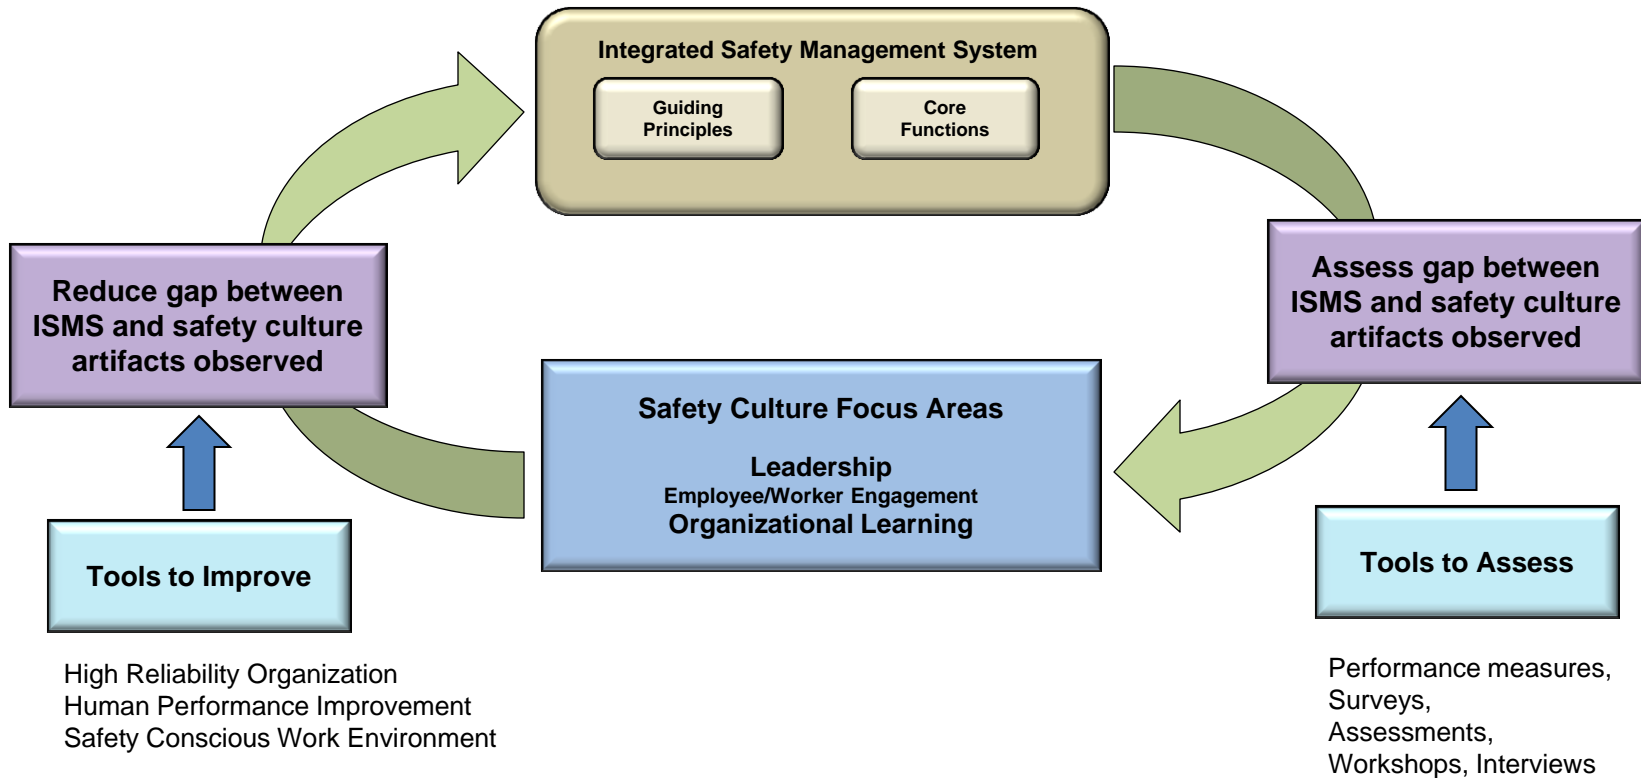 Integrated Safety Management System
Guiding
Principles
Core
Functions
Reduce gap between
ISMS and safety culture
artifacts observed
Assess gap between
ISMS and safety culture
artifacts observed
Safety Culture Focus Areas
Leadership
Employee/Worker Engagement
Organizational Learning
Tools to Improve
Tools to Assess
High Reliability Organization
Human Performance Improvement
Safety Conscious Work Environment
Performance measures,
Surveys,
Assessments,
Workshops, Interviews